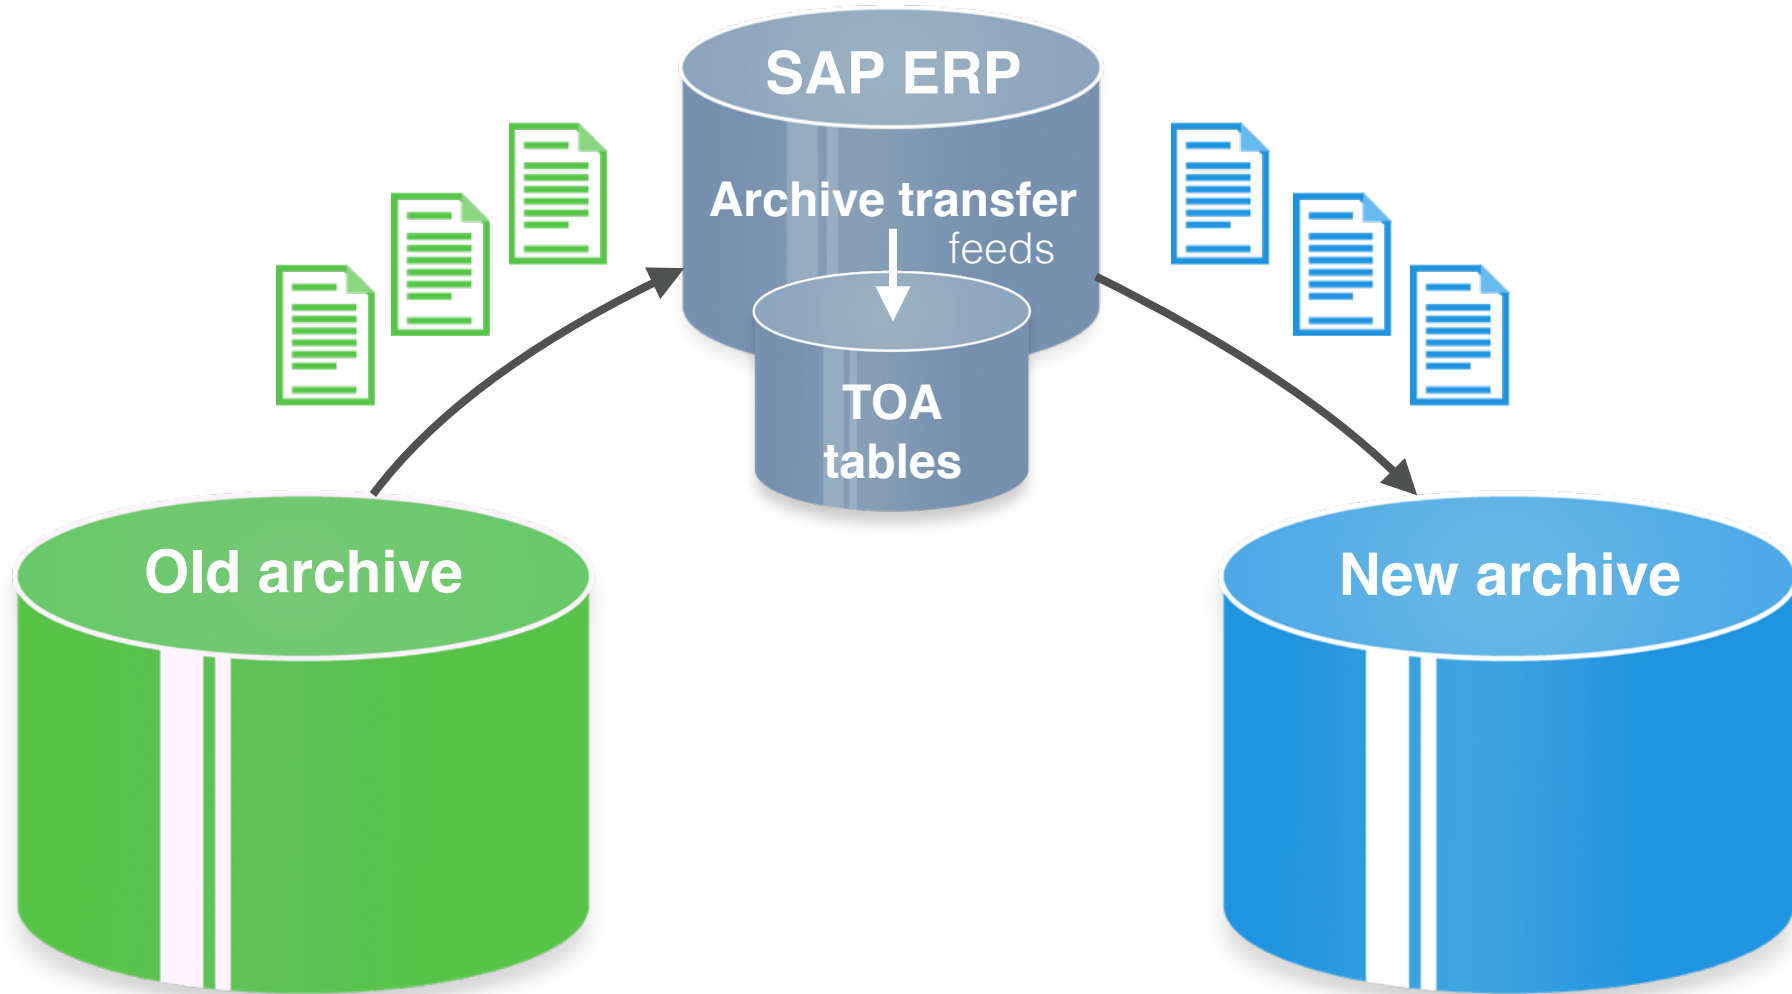 SAP ERP
Archive transfer
feeds
TOA
tables
Old archive
New archive